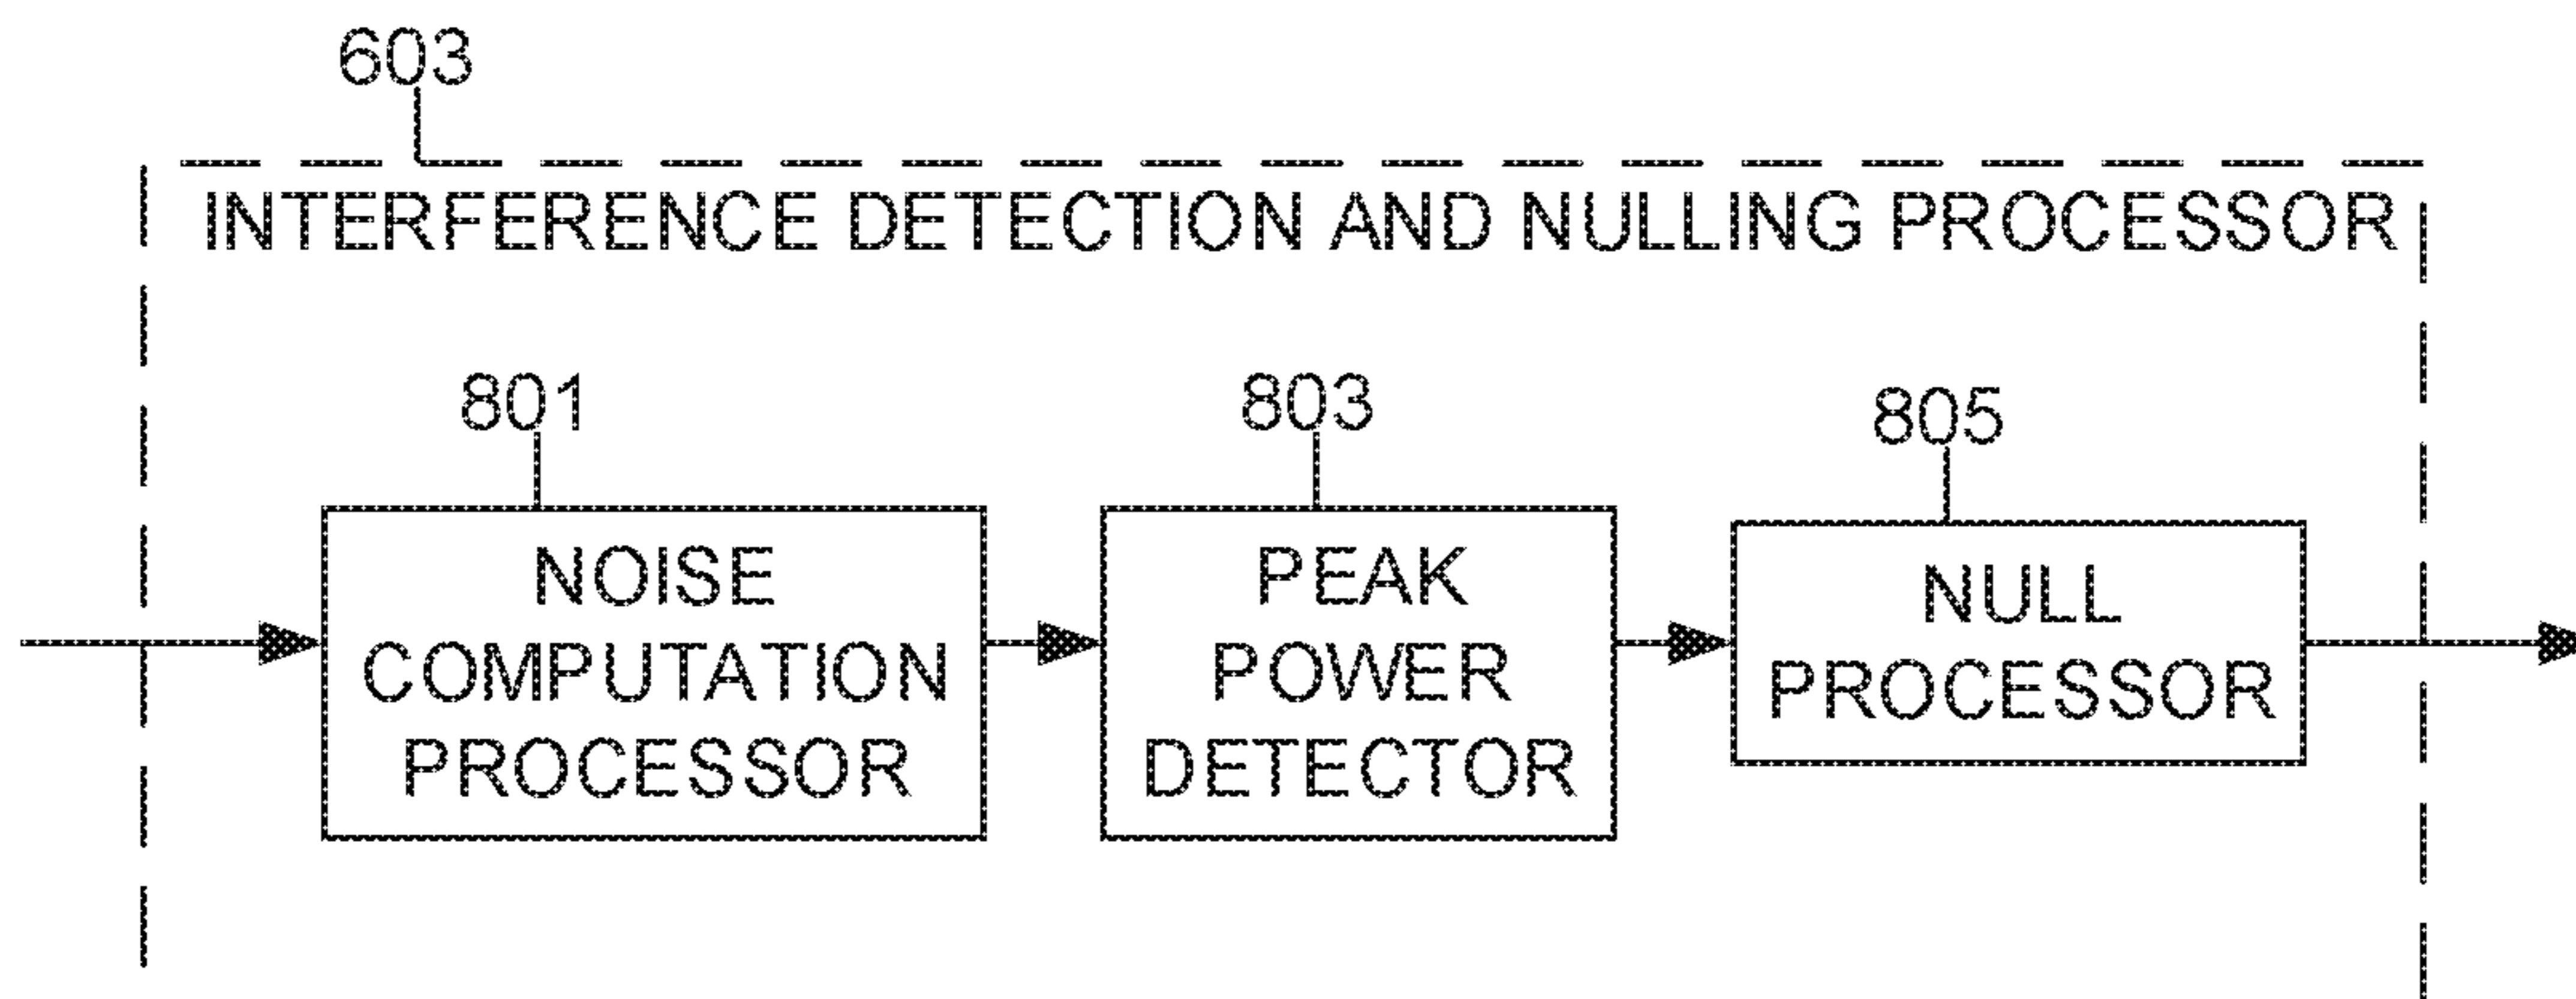 603
INTERFERENCE DETECTION AND NULLING PROCESSOR
801
803
805
NOISE
COMPUTATION
PROCESSOR
PEAK
POWER
DETECTOR
NULL
PROCESSOR